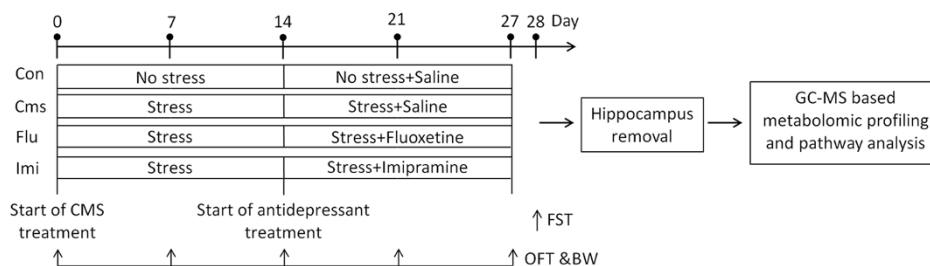 0 7 14 21 27 28 Day
Con No stress No stress+Saline
Cms Stress Stress+Saline
Flu Stress Stress+Fluoxetine
Imi Stress Stress+Imipramine
Hippocampus
removal
GC-MS based
metabolomic profiling
and pathway analysis
Start of CMS
treatment
Start of antidepressant
treatment
FST
OFT &BW